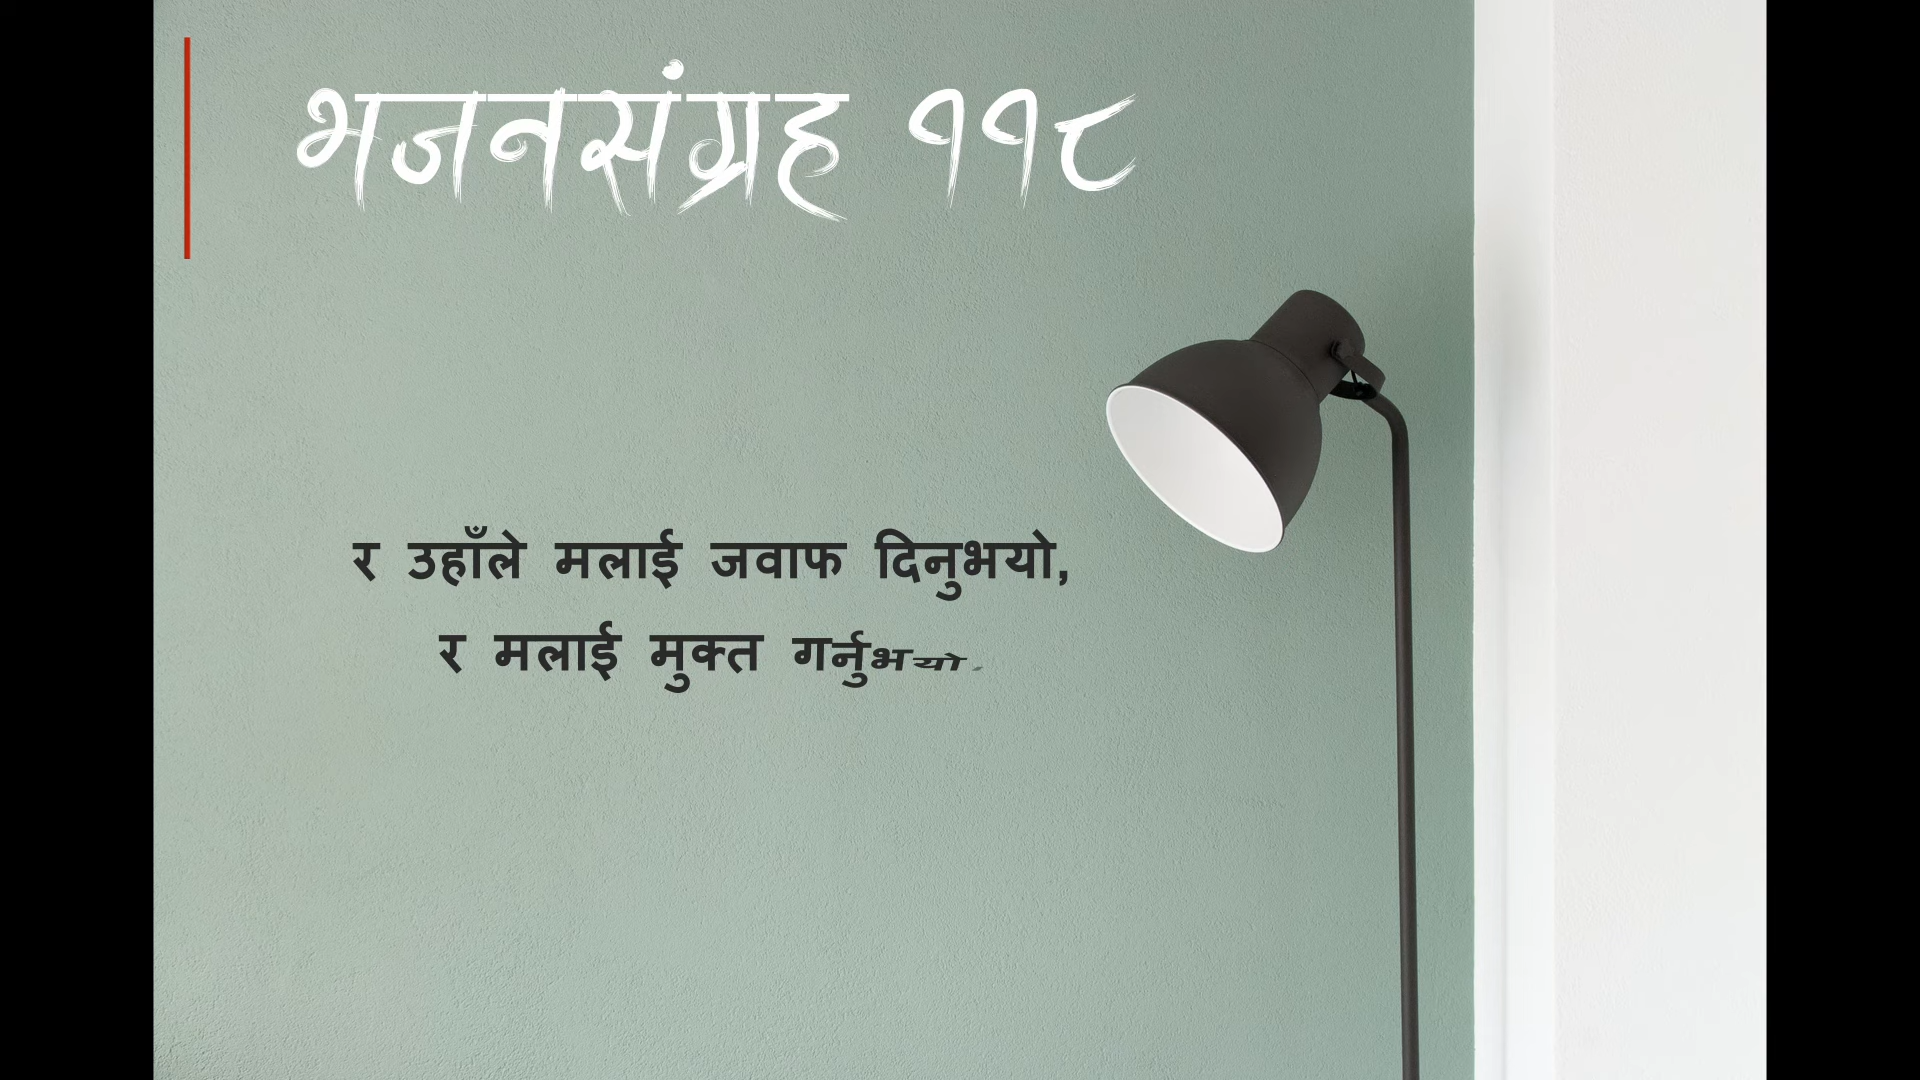 भजनसंग्रह ११८
र उहाँले मलाई जवाफ दिनुभयो,
र मलाई मुक्त गर्नुभयो.